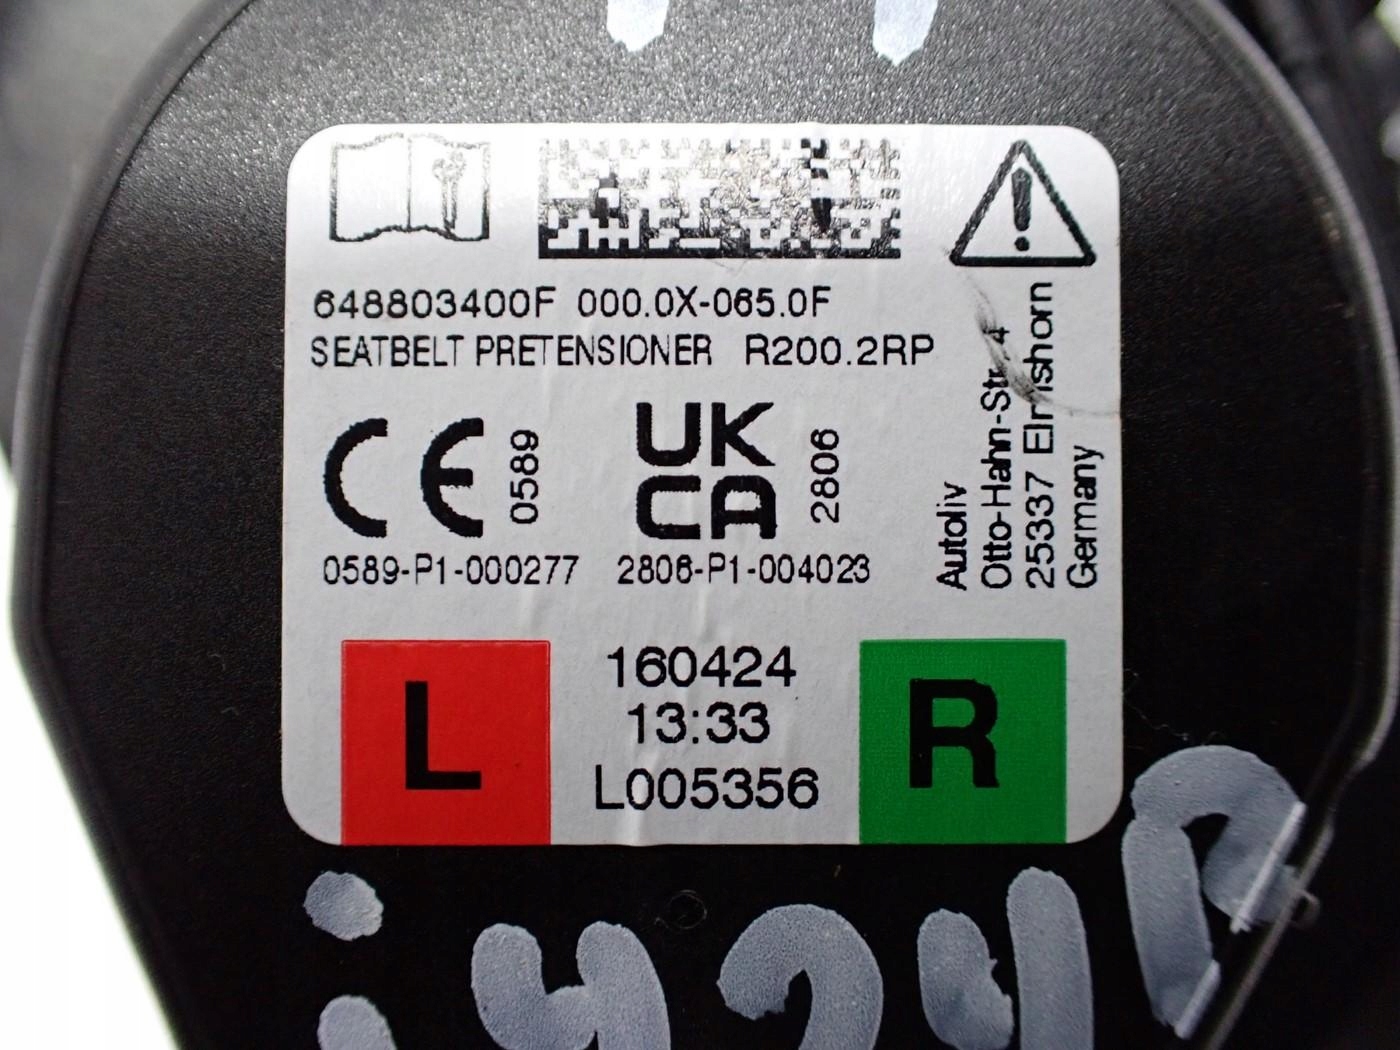 648803400F 000.0X-065.0F
SEATBELT PRETENSIONER R200.2RP
CE 0589
UK CA 2806
0589-P1-000277 2806-P1-004023
Autoliv
Otto-Hahn-Str. 4
25337 Elmshorn
Germany
L
160424
13:33
L005356
R